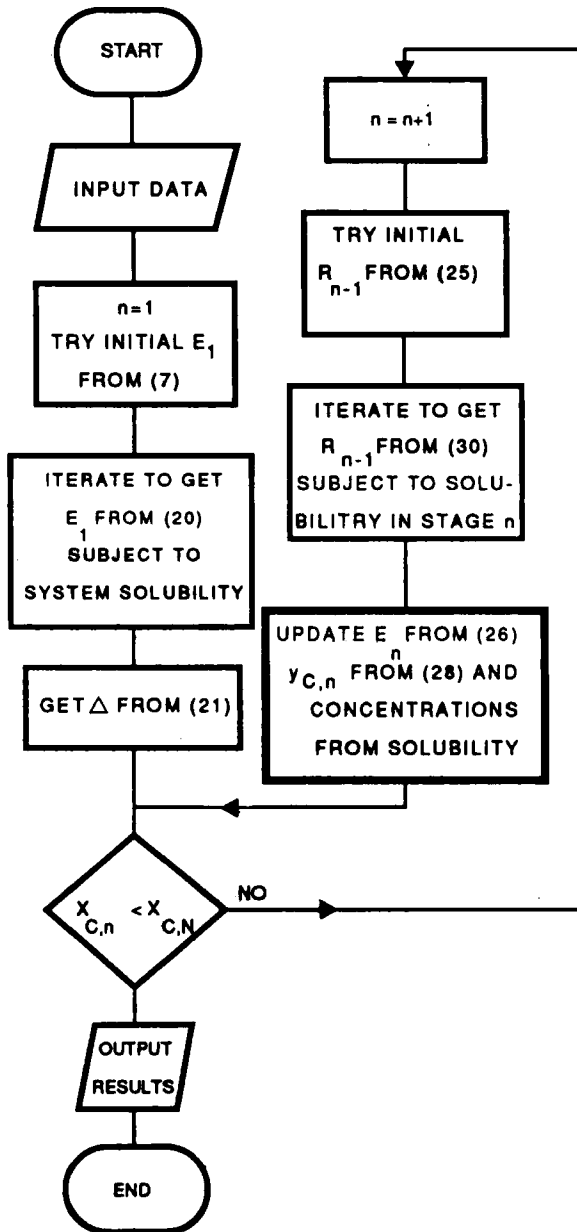 START
INPUT DATA
n=1
TRY INITIAL E1
FROM (7)
ITERATE TO GET
E1 FROM (20)
SUBJECT TO
SYSTEM SOLUBILITY
GET △ FROM (21)
XC,n < XC,N
NO
OUTPUT
RESULTS
END
n = n+1
TRY INITIAL
Rn-1 FROM (25)
ITERATE TO GET
Rn-1 FROM (30)
SUBJECT TO SOLU-
BILITRY IN STAGE n
UPDATE En FROM (26)
yC,n FROM (28) AND
CONCENTRATIONS
FROM SOLUBILITY